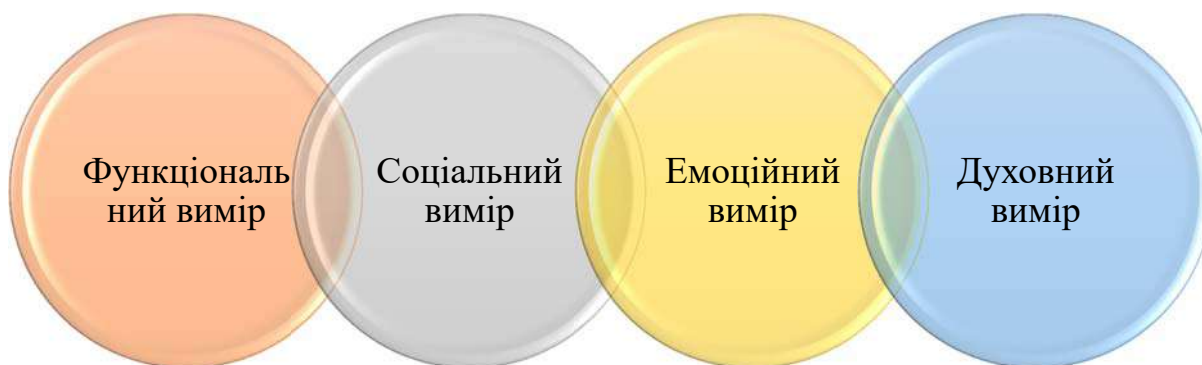 Функціональ
ний вимір
Соціальний
вимір
Емоційний
вимір
Духовний
вимір